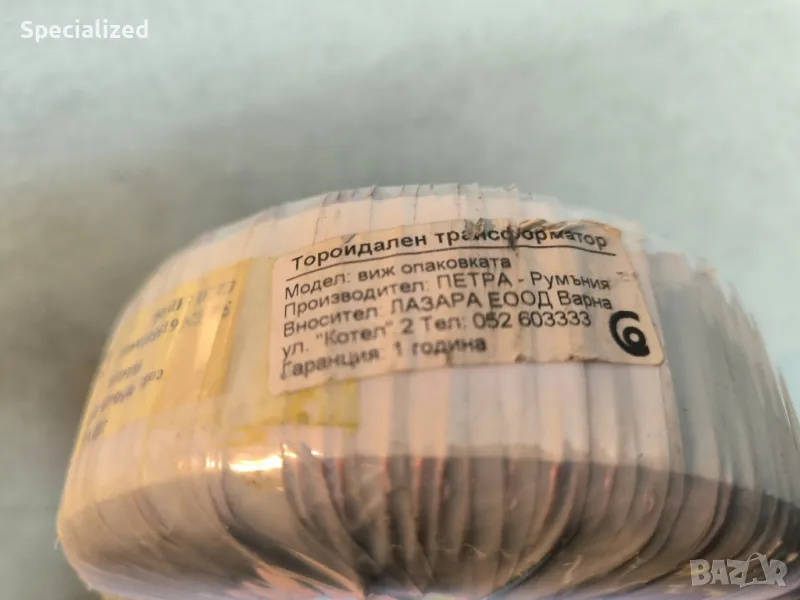 Specialized
Тороидален трансформатор
Модел: виж опаковката
Производител: ПЕТРА - Румъния
Вносител: ЛАЗАРА ЕООД Варна
ул. "Котел" 2 Тел: 052 603333
Гаранция: 1 година
BAZAR